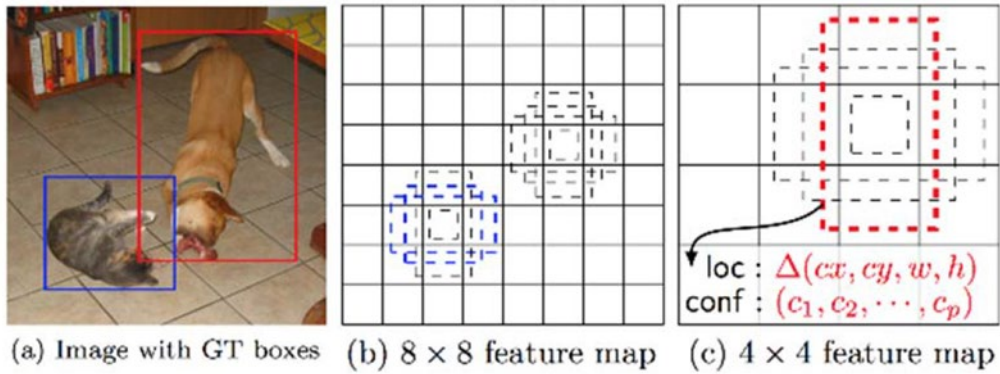 loc : Δ(cx, cy, w, h)
conf : (c₁, c₂, ⋯, cₚ)
(a) Image with GT boxes
(b) 8 × 8 feature map
(c) 4 × 4 feature map